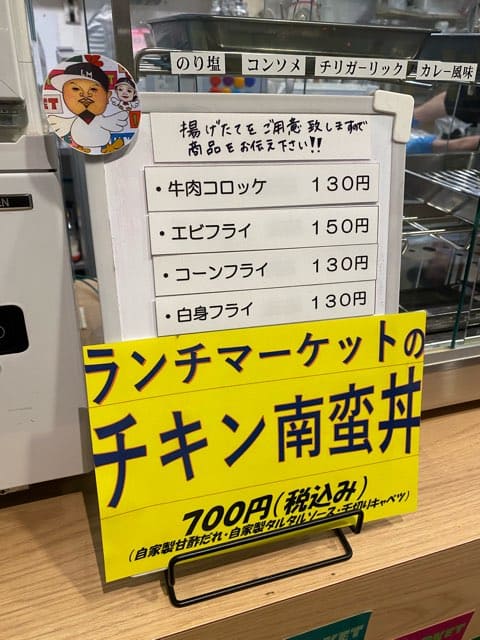 のり塩 コンソメ チリガーリック カレー風味
LM
揚げたてをご用意致しますので
商品をお伝え下さい!!
・牛肉コロッケ 130円
・エビフライ 150円
・コーンフライ 130円
・白身フライ 130円
ランチマーケットの
チキン南蛮丼
700円(税込み)
(自家製甘酢だれ・自家製タルタルソース・千切りキャベツ)